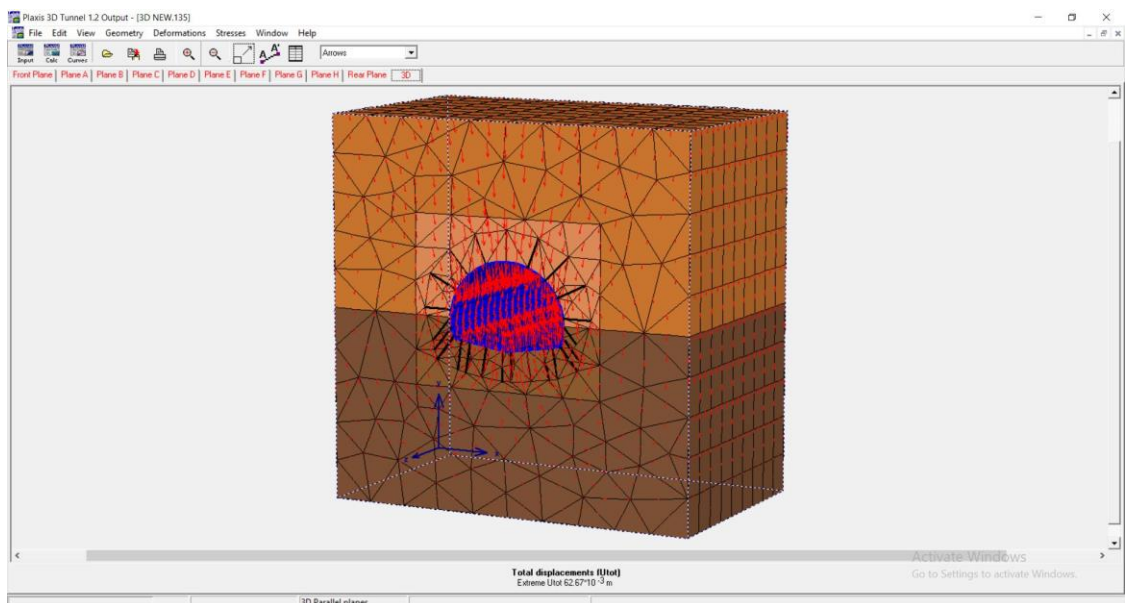 Plaxis 3D Tunnel 1.2 Output - [3D NEW.135]
File Edit View Geometry Deformations Stresses Window Help
Input Calc Curves A A' Arrows
Front Plane Plane A Plane B Plane C Plane D Plane E Plane F Plane G Plane H Rear Plane 3D
y
z x
Activate Windows
Total displacements (Utot)
Go to Settings to activate Windows.
Extreme Utot 62.67*10 -3 m
3D Parallel planes